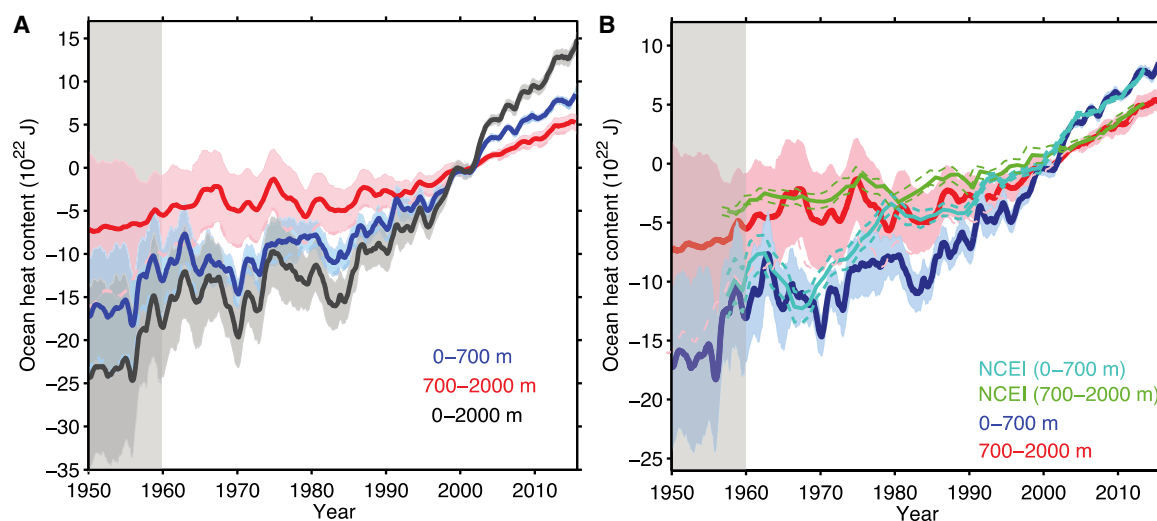 A
Ocean heat content (10²² J)
15
10
5
0
−5
−10
−15
−20
−25
−30
−35
0–700 m
700–2000 m
0–2000 m
1950 1960 1970 1980 1990 2000 2010
Year
B
Ocean heat content (10²² J)
10
5
0
−5
−10
−15
−20
−25
NCEI (0–700 m)
NCEI (700–2000 m)
0–700 m
700–2000 m
1950 1960 1970 1980 1990 2000 2010
Year